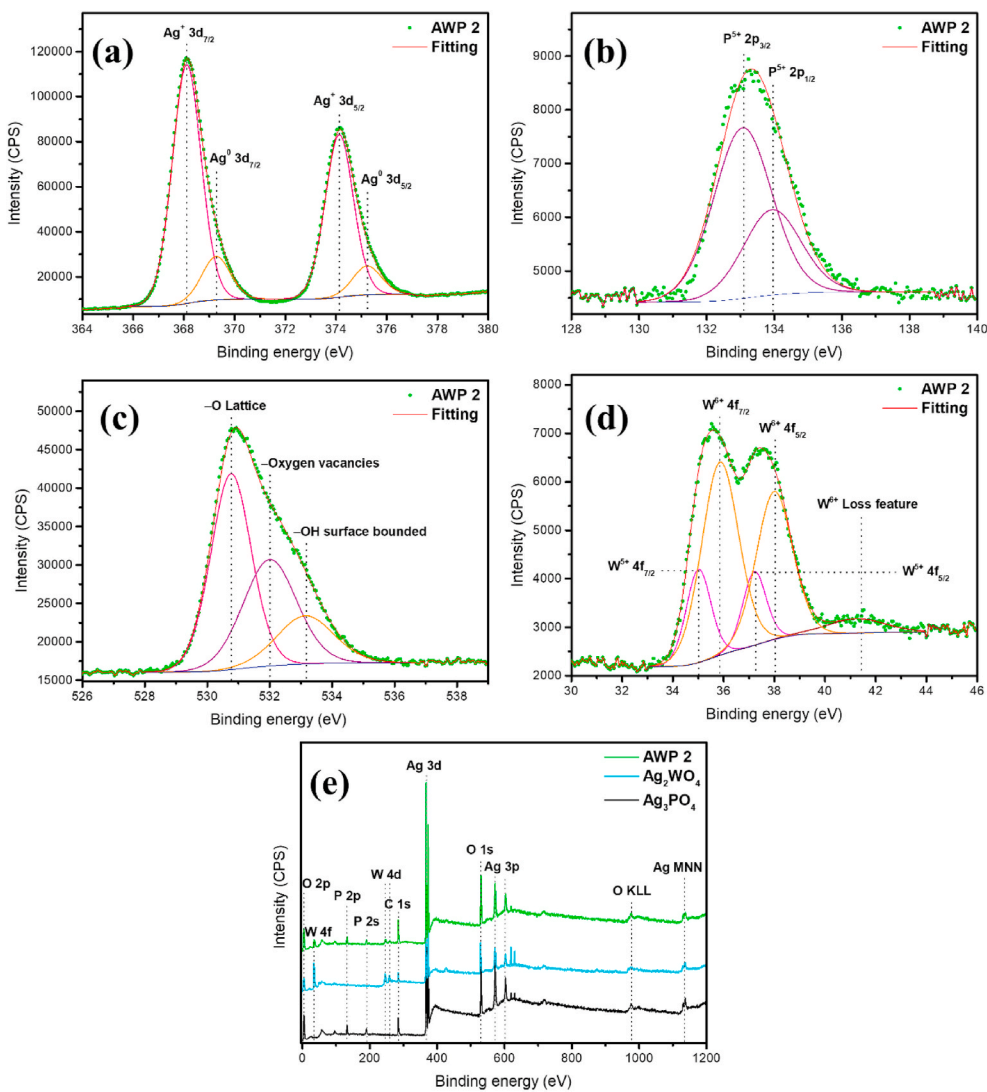 (a)
AWP 2
Fitting
Ag⁺ 3d₇/₂
Ag⁰ 3d₇/₂
Ag⁺ 3d₅/₂
Ag⁰ 3d₅/₂
120000
100000
80000
60000
40000
20000
Intensity (CPS)
364 366 368 370 372 374 376 378 380
Binding energy (eV)
(b)
AWP 2
Fitting
P⁵⁺ 2p₃/₂
P⁵⁺ 2p₁/₂
9000
8000
7000
6000
5000
Intensity (CPS)
128 130 132 134 136 138 140
Binding energy (eV)
(c)
AWP 2
Fitting
–O Lattice
–Oxygen vacancies
–OH surface bounded
50000
45000
40000
35000
30000
25000
20000
15000
Intensity (CPS)
526 528 530 532 534 536 538
Binding energy (eV)
(d)
AWP 2
Fitting
W⁶⁺ 4f₇/₂
W⁶⁺ 4f₅/₂
W⁶⁺ Loss feature
W⁵⁺ 4f₇/₂
W⁵⁺ 4f₅/₂
8000
7000
6000
5000
4000
3000
2000
Intensity (CPS)
30 32 34 36 38 40 42 44 46
Binding energy (eV)
(e)
AWP 2
Ag₂WO₄
Ag₃PO₄
Ag 3d
O 1s
Ag 3p
W 4d
O 2p
P 2p
C 1s
W 4f
P 2s
O KLL
Ag MNN
Intensity (CPS)
0 200 400 600 800 1000 1200
Binding energy (eV)